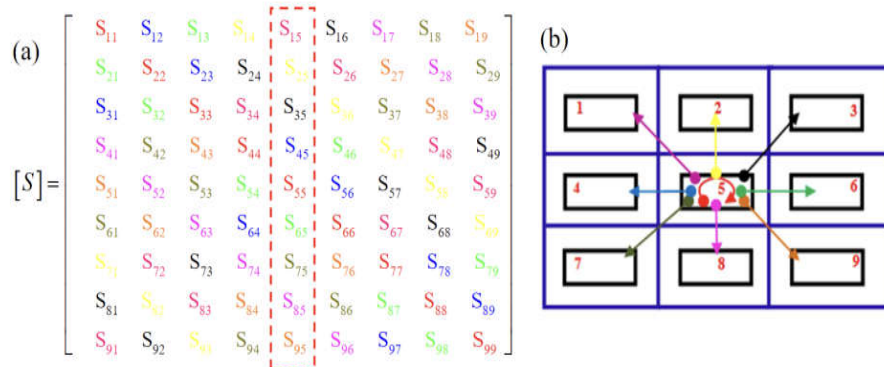 (a)
S11 S12 S13 S14 S15 S16 S17 S18 S19
S21 S22 S23 S24 S25 S26 S27 S28 S29
S31 S32 S33 S34 S35 S36 S37 S38 S39
S41 S42 S43 S44 S45 S46 S47 S48 S49
[S]= S51 S52 S53 S54 S55 S56 S57 S58 S59
S61 S62 S63 S64 S65 S66 S67 S68 S69
S71 S72 S73 S74 S75 S76 S77 S78 S79
S81 S82 S83 S84 S85 S86 S87 S88 S89
S91 S92 S93 S94 S95 S96 S97 S98 S99
(b)
1 2 3
4 5 6
7 8 9